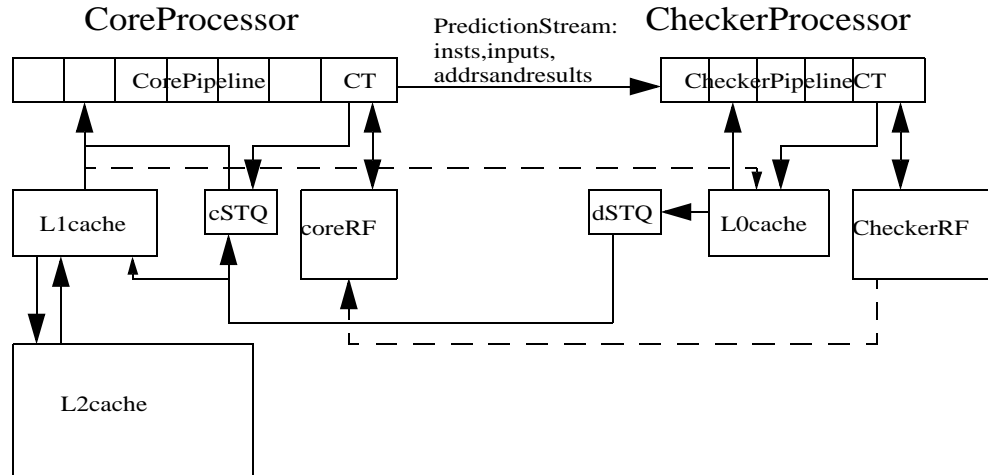 CoreProcessor
CheckerProcessor
PredictionStream:
insts,inputs,
addrsandresults
CorePipeline
CT
CheckerPipelineCT
L1cache
cSTQ
coreRF
dSTQ
L0cache
CheckerRF
L2cache